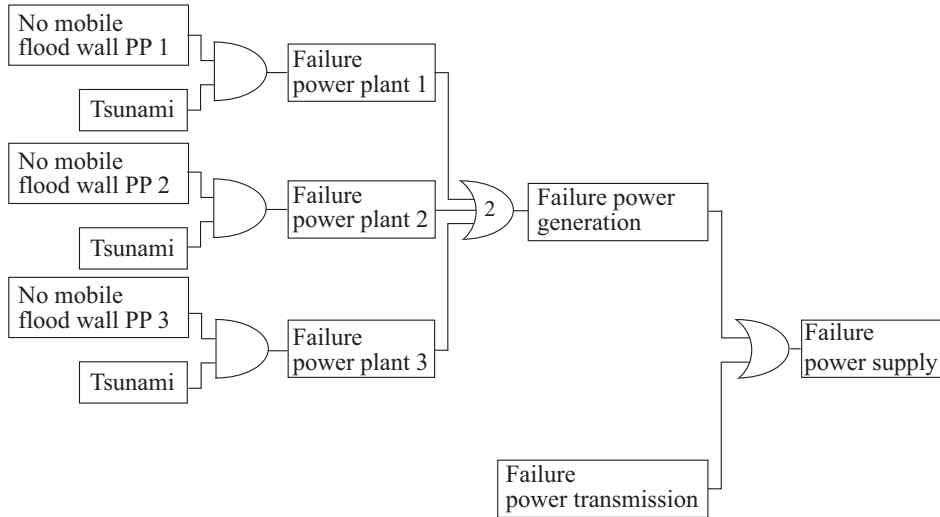 No mobile
flood wall PP 1
Tsunami
Failure
power plant 1
No mobile
flood wall PP 2
Tsunami
Failure
power plant 2
2
Failure power
generation
No mobile
flood wall PP 3
Tsunami
Failure
power plant 3
Failure
power supply
Failure
power transmission